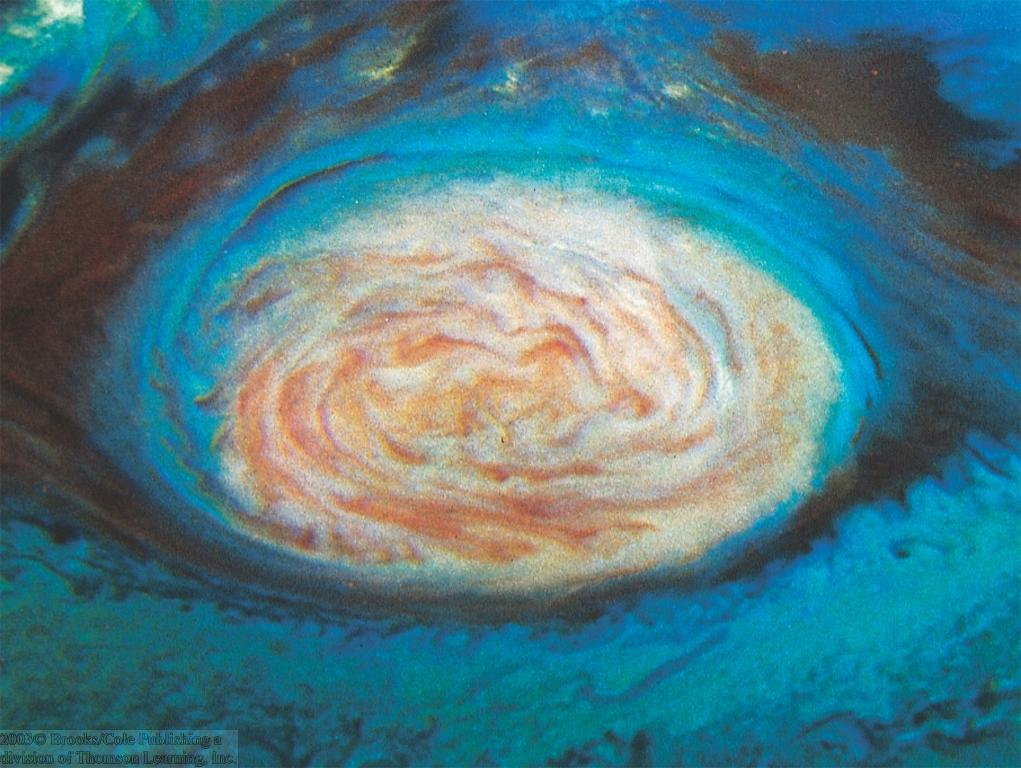 2003© Brooks/Cole Publishing a
division of Thomson Learning, Inc.